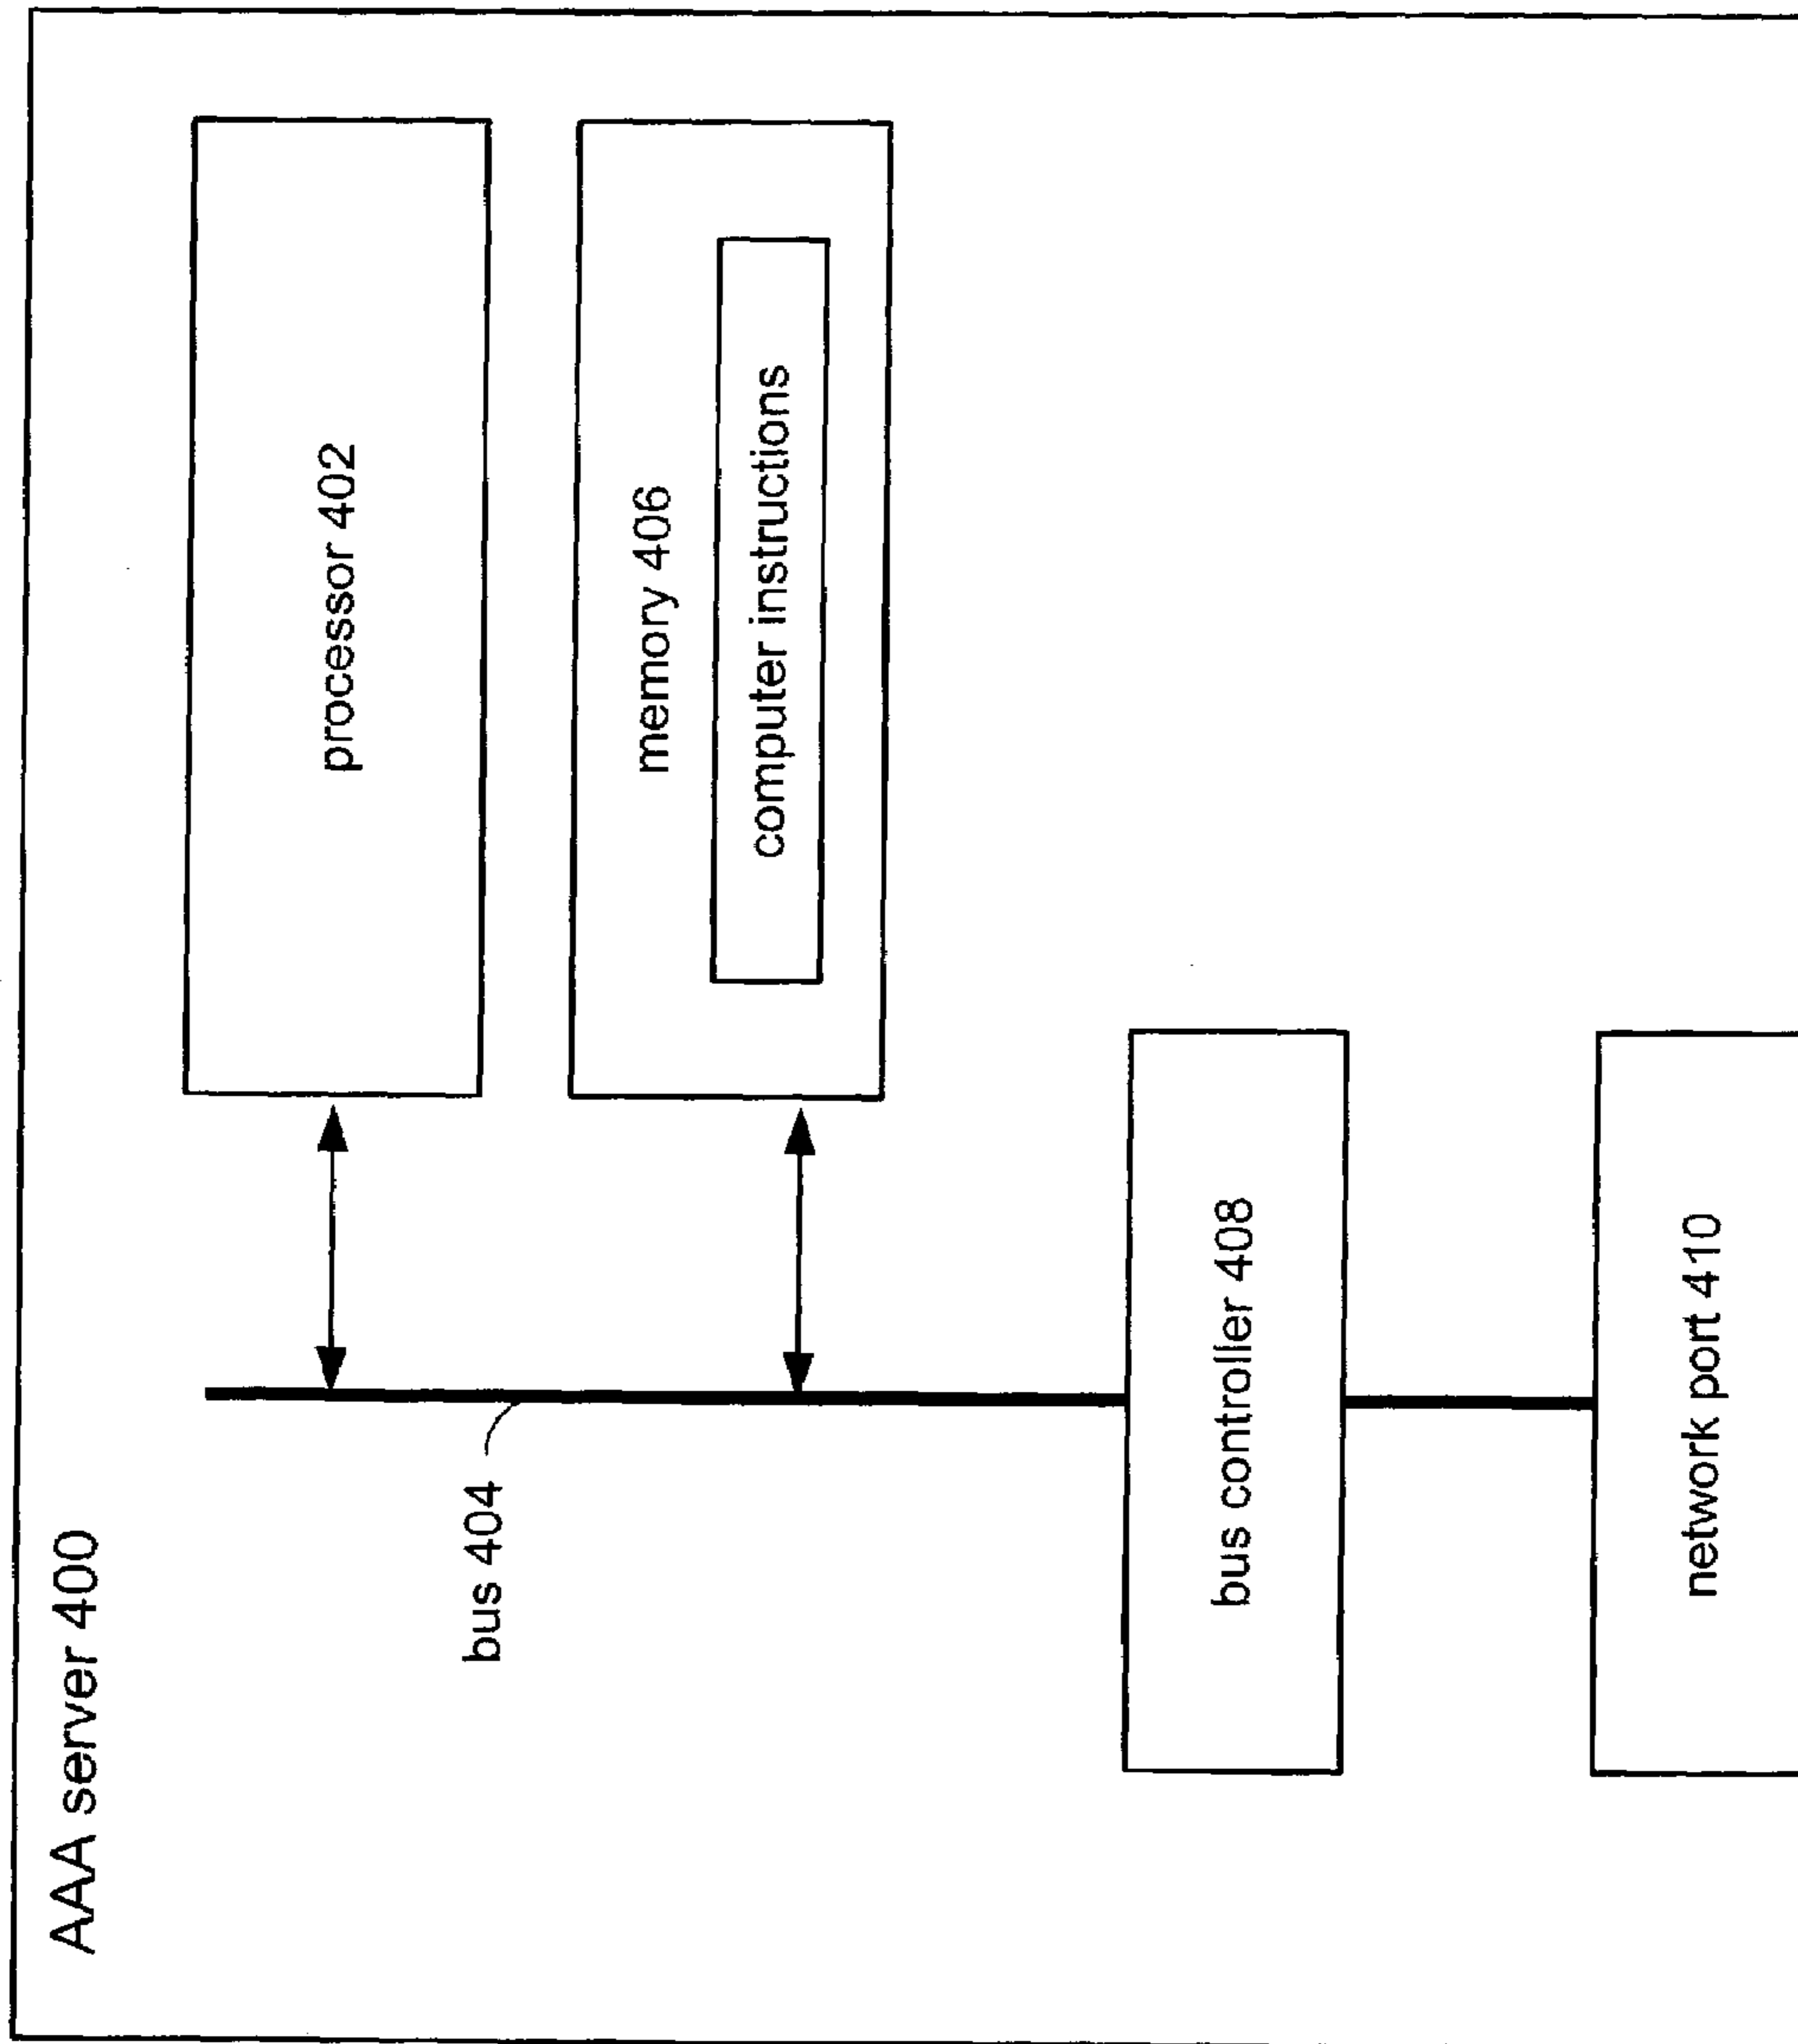 AAA server 400
processor 402
bus 404
memory 406
computer instructions
bus controller 408
network port 410